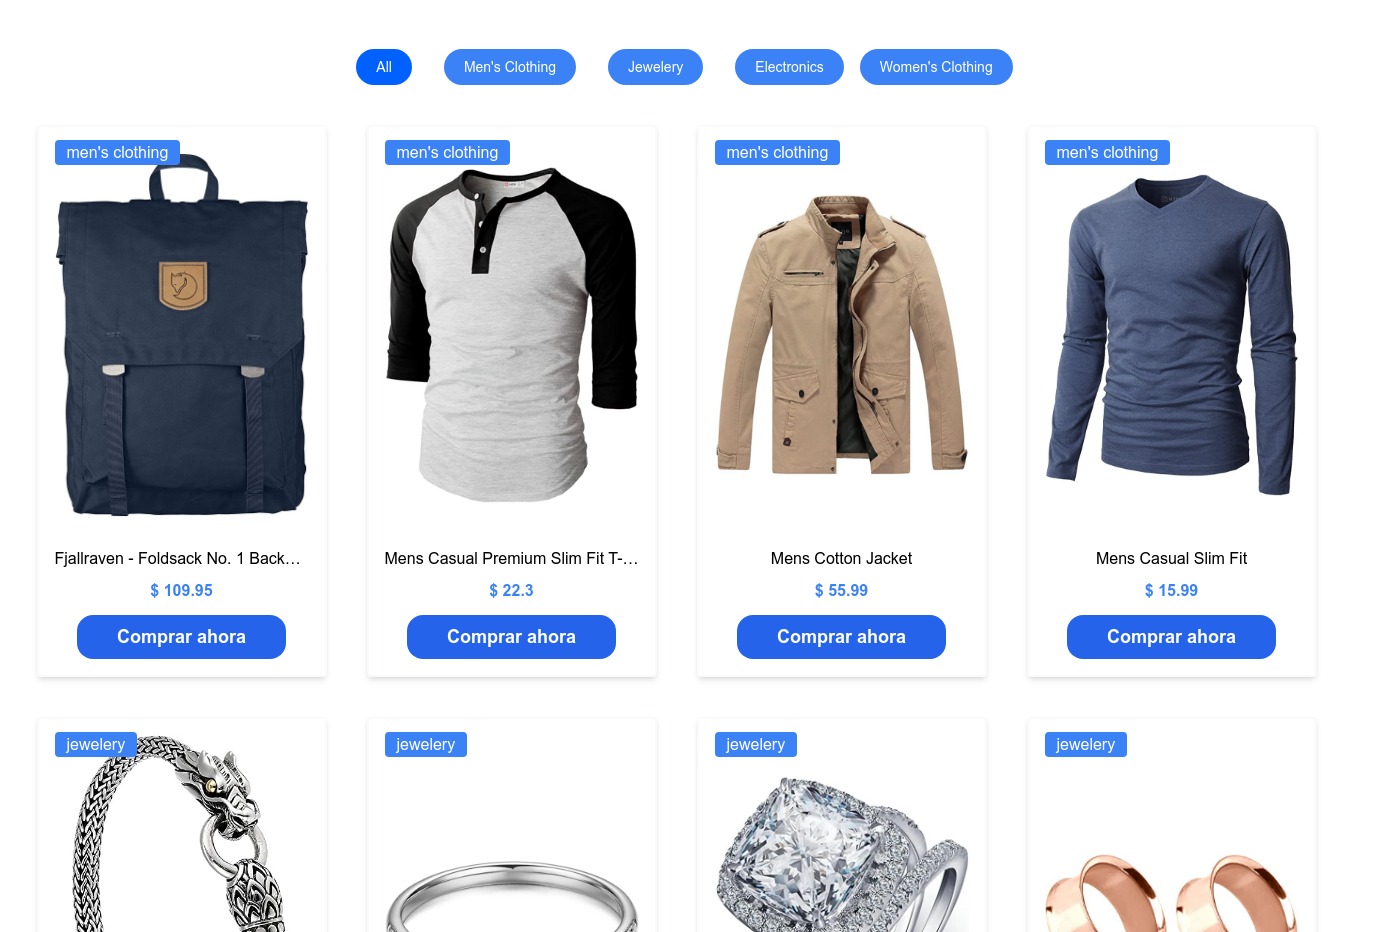 All
Men's Clothing
Jewelery
Electronics
Women's Clothing
men's clothing
men's clothing
men's clothing
men's clothing
Fjallraven - Foldsack No. 1 Back...
Mens Casual Premium Slim Fit T-...
Mens Cotton Jacket
Mens Casual Slim Fit
$ 109.95
$ 22.3
$ 55.99
$ 15.99
Comprar ahora
Comprar ahora
Comprar ahora
Comprar ahora
jewelery
jewelery
jewelery
jewelery